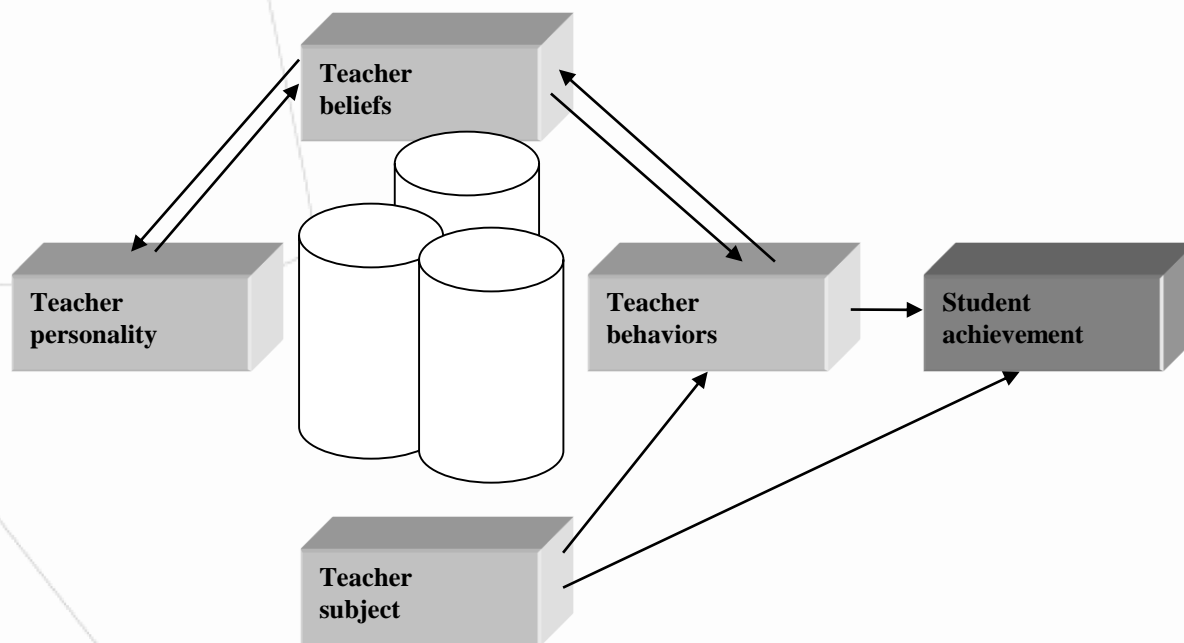 Teacher
beliefs
Teacher
personality
Teacher
behaviors
Student
achievement
Teacher
subject